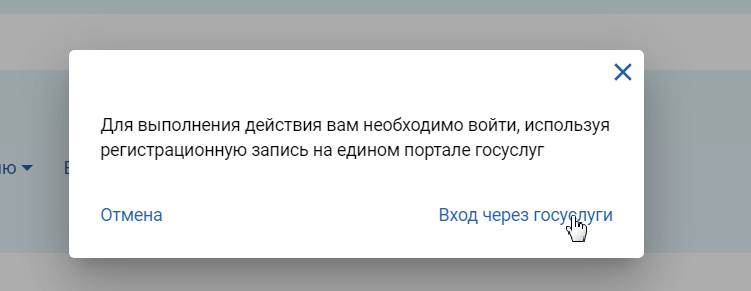 Для выполнения действия вам необходимо войти, используя
регистрационную запись на едином портале госуслуг
Отмена
Вход через госуслуги